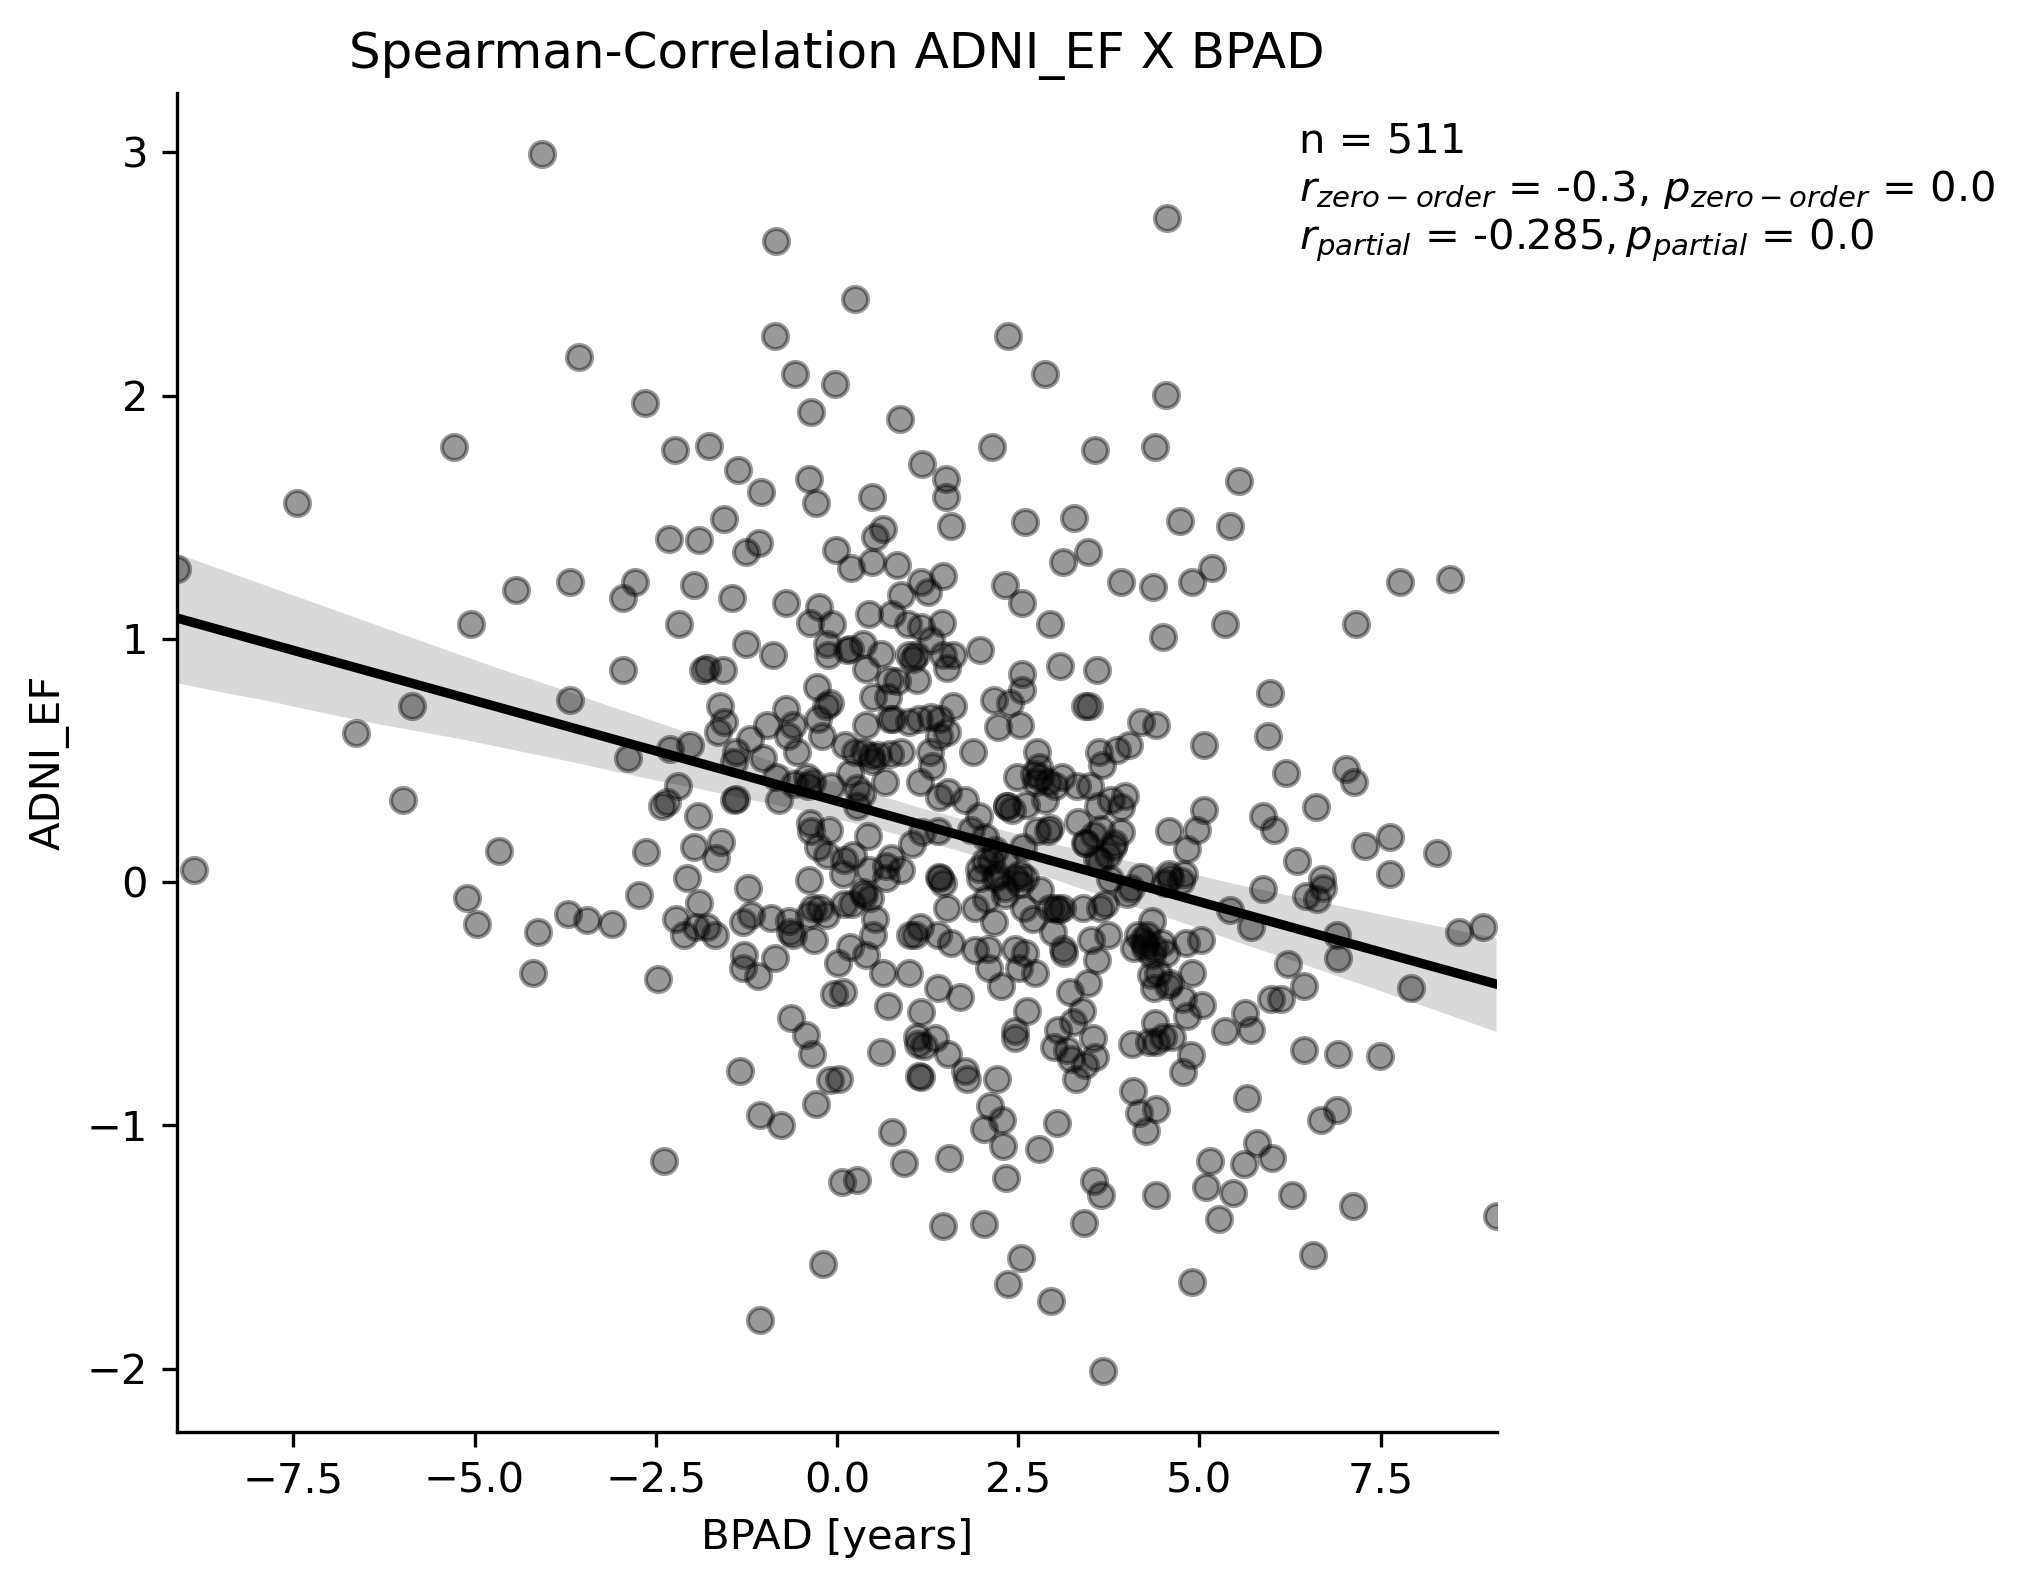 Spearman-Correlation ADNI_EF X BPAD
n = 511
r_zero−order = -0.3, p_zero−order = 0.0
r_partial = -0.285, p_partial = 0.0
3
2
1
0
−1
−2
ADNI_EF
−7.5 −5.0 −2.5 0.0 2.5 5.0 7.5
BPAD [years]